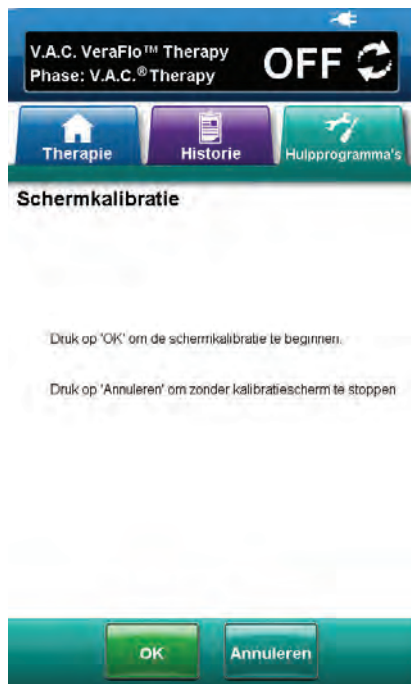 V.A.C. VeraFlo™ Therapy
Phase: V.A.C.® Therapy
OFF
Therapie
Historie
Hulpprogramma's
Schermkalibratie
Druk op 'OK' om de schermkalibratie te beginnen.
Druk op 'Annuleren' om zonder kalibratiescherm te stoppen
OK
Annuleren